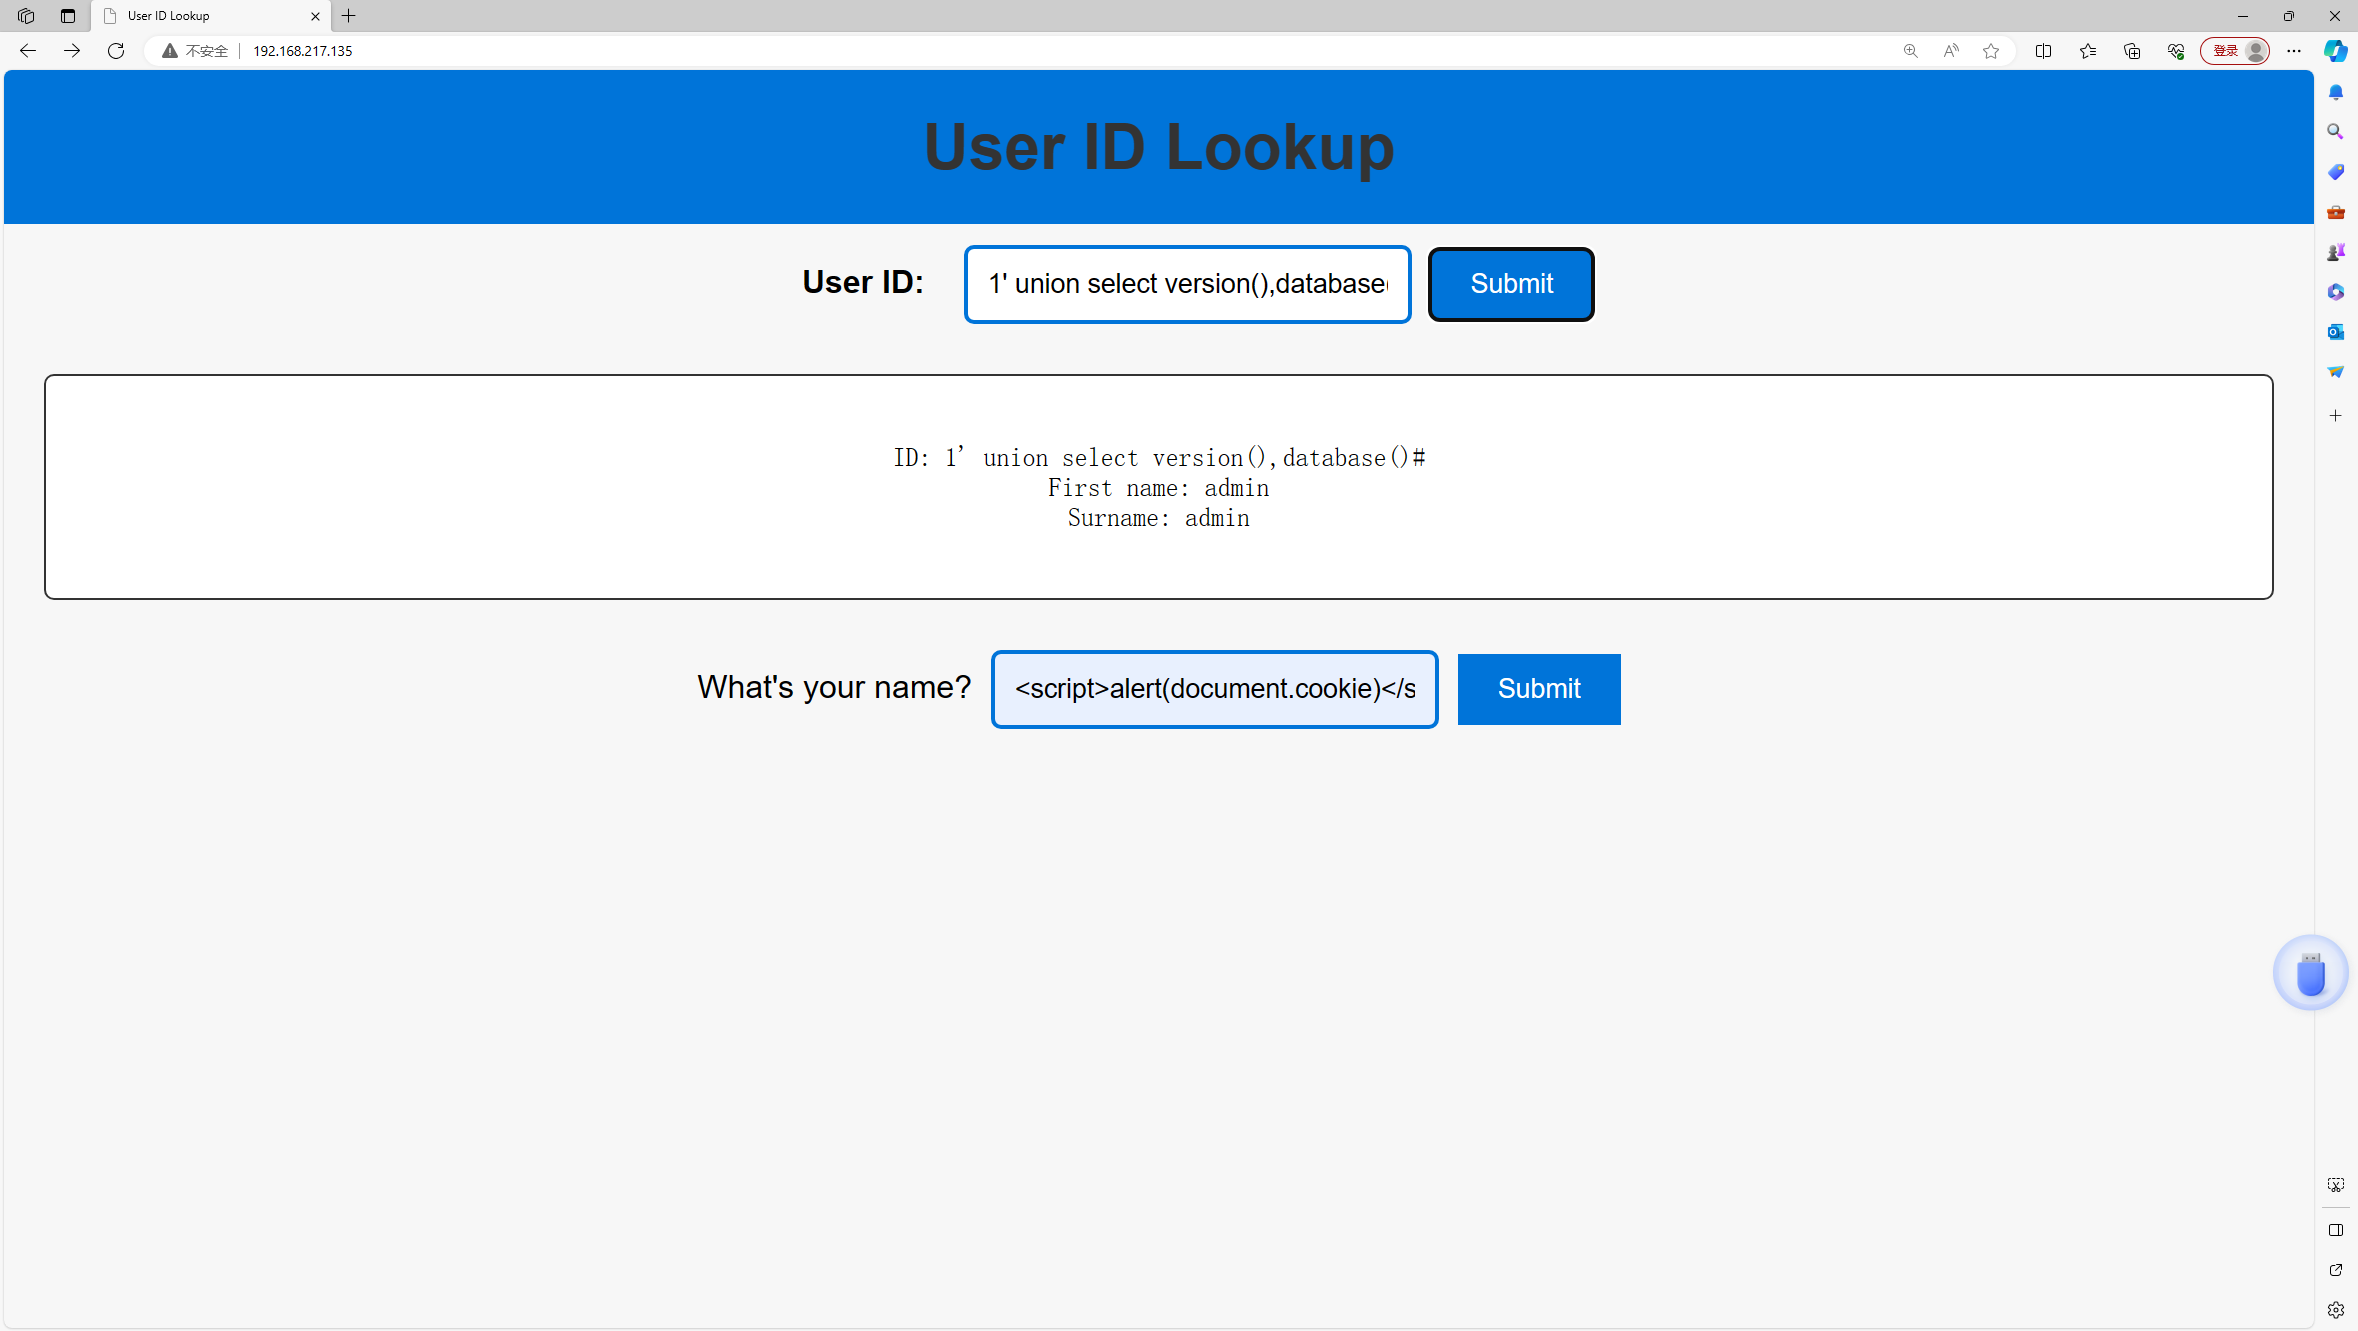 User ID Lookup
不安全
192.168.217.135
登录
User ID Lookup
User ID:
1' union select version(),database(
Submit
ID: 1' union select version(),database()#
First name: admin
Surname: admin
What's your name?
<script>alert(document.cookie)</s
Submit